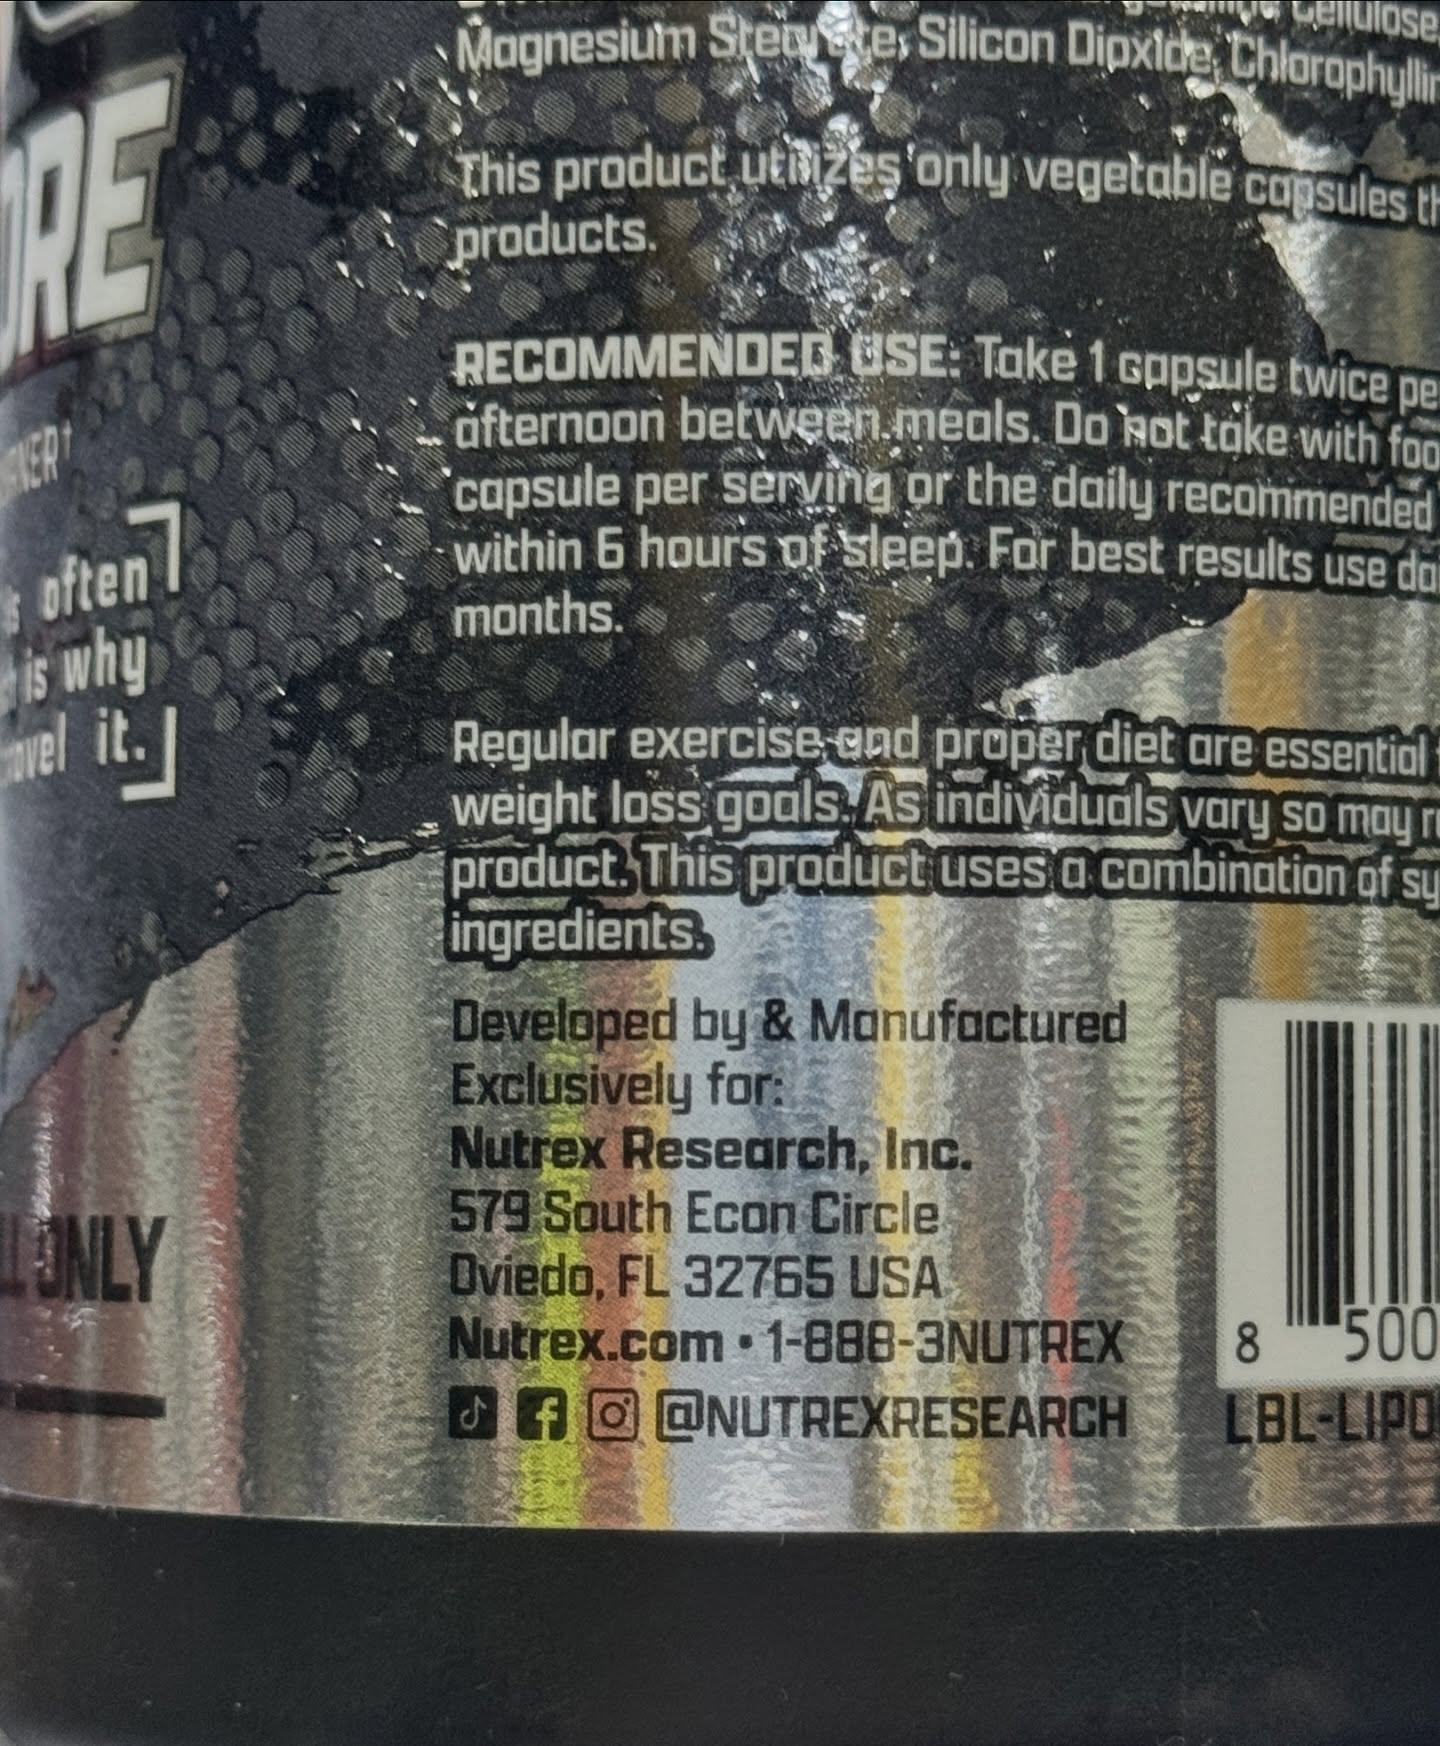 ORE
often
is why
it.
ONLY
Cellulose,
Magnesium Stearate, Silicon Dioxide, Chlorophyllin
This product utilizes only vegetable capsules
products.
RECOMMENDED USE: Take 1 capsule twice
afternoon between meals. Do not take with
capsule per serving or the daily recommended
within 6 hours of sleep. For best results use
months.
Regular exercise and proper diet are essential
weight loss goals. As individuals vary so may
product. This product uses a combination of
ingredients.
Developed by & Manufactured
Exclusively for:
Nutrex Research, Inc.
579 South Econ Circle
Oviedo, FL 32765 USA
Nutrex.com • 1-888-3NUTREX
@NUTREXRESEARCH
8 500
LBL-LIPO